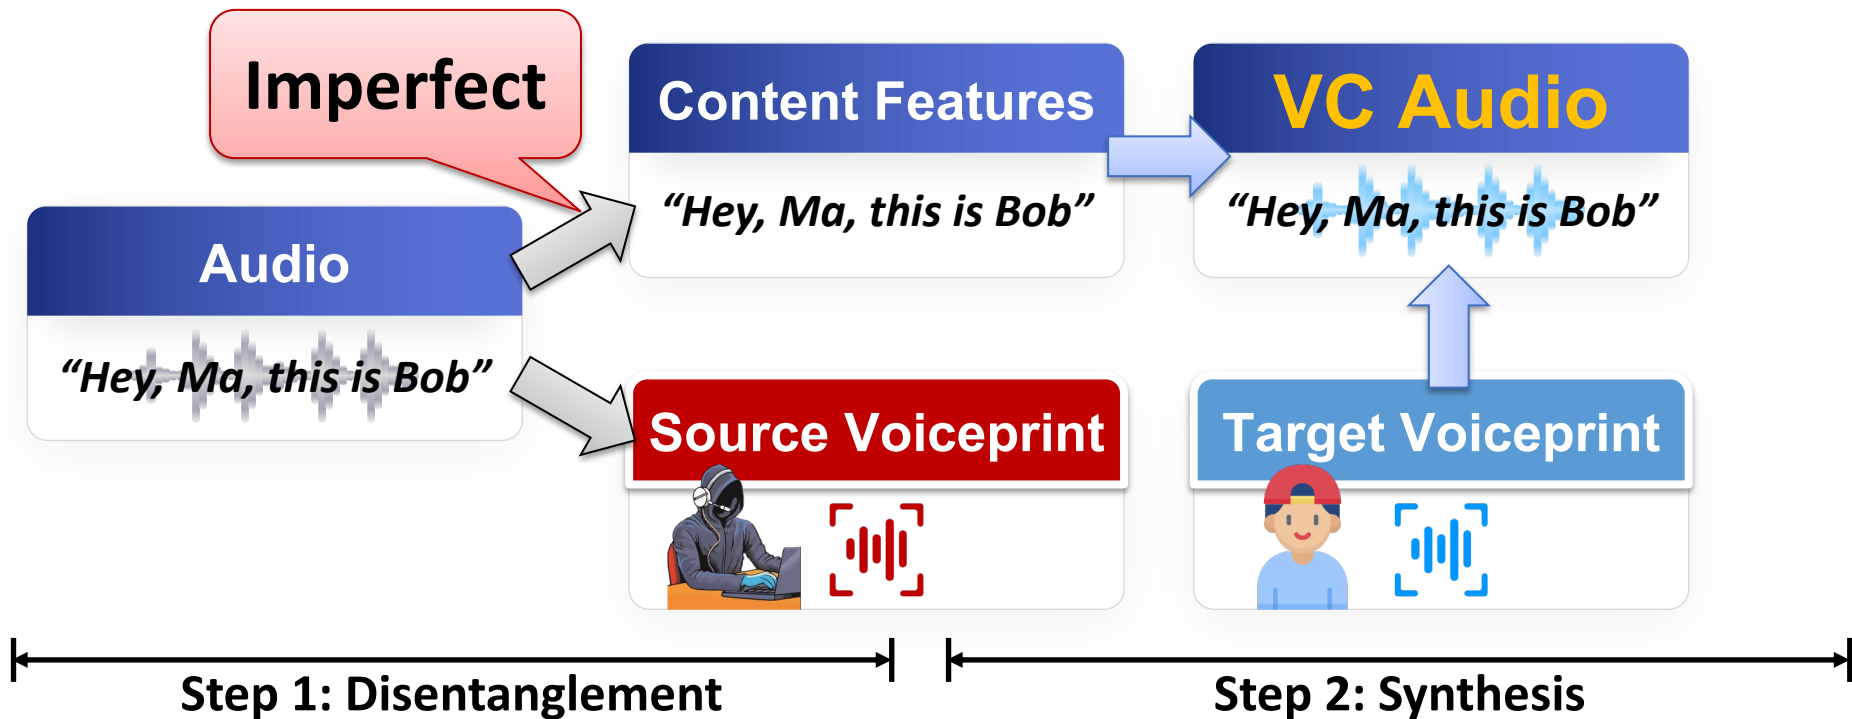 Imperfect
Content Features
VC Audio
“Hey, Ma, this is Bob”
“Hey, Ma, this is Bob”
Audio
“Hey, Ma, this is Bob”
Source Voiceprint
Target Voiceprint
Step 1: Disentanglement
Step 2: Synthesis